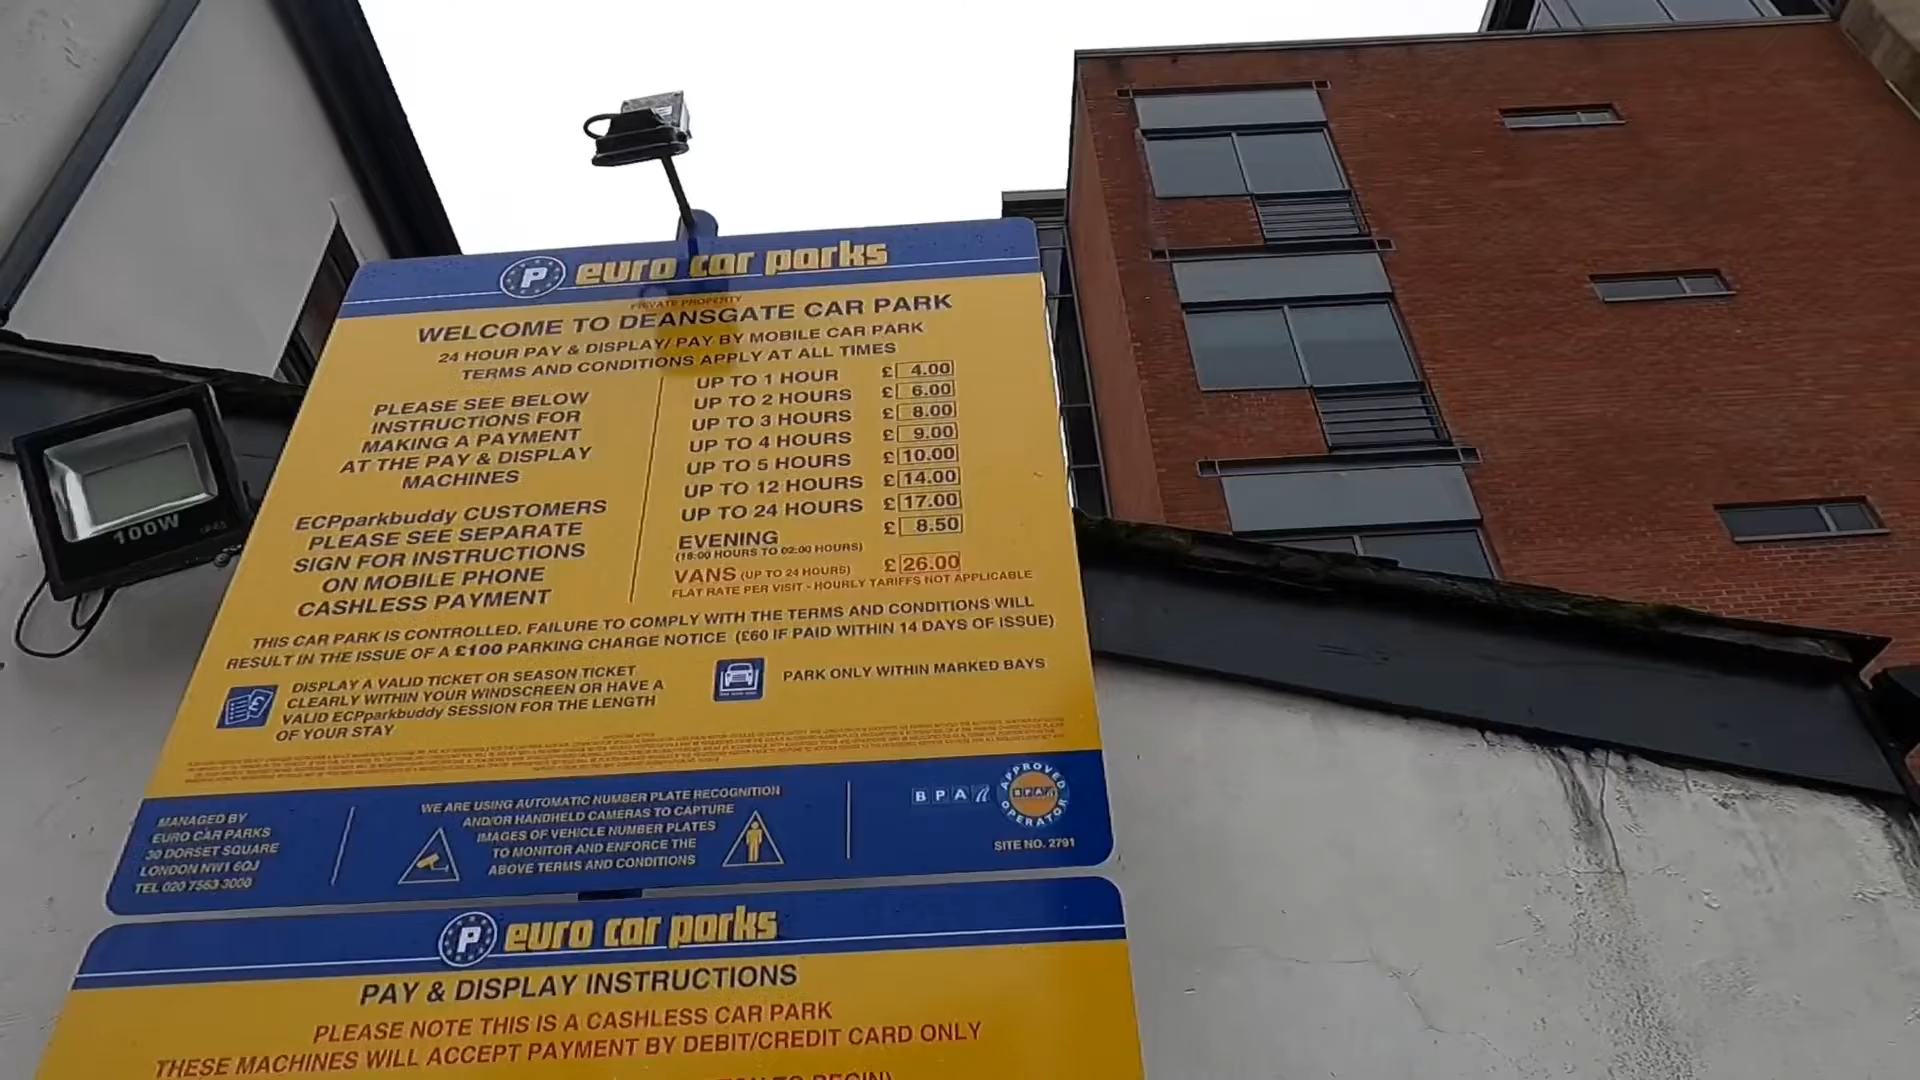 P euro car parks
PRIVATE PROPERTY
WELCOME TO DEANSGATE CAR PARK
24 HOUR PAY & DISPLAY/ PAY BY MOBILE CAR PARK
TERMS AND CONDITIONS APPLY AT ALL TIMES
PLEASE SEE BELOW
INSTRUCTIONS FOR
MAKING A PAYMENT
AT THE PAY & DISPLAY
MACHINES
ECPparkbuddy CUSTOMERS
PLEASE SEE SEPARATE
SIGN FOR INSTRUCTIONS
ON MOBILE PHONE
CASHLESS PAYMENT
UP TO 1 HOUR £ 4.00
UP TO 2 HOURS £ 6.00
UP TO 3 HOURS £ 8.00
UP TO 4 HOURS £ 9.00
UP TO 5 HOURS £ 10.00
UP TO 12 HOURS £ 14.00
UP TO 24 HOURS £ 17.00
EVENING £ 8.50
(18:00 HOURS TO 02:00 HOURS)
VANS (UP TO 24 HOURS) £ 26.00
FLAT RATE PER VISIT - HOURLY TARIFFS NOT APPLICABLE
THIS CAR PARK IS CONTROLLED. FAILURE TO COMPLY WITH THE TERMS AND CONDITIONS WILL
RESULT IN THE ISSUE OF A £100 PARKING CHARGE NOTICE (£60 IF PAID WITHIN 14 DAYS OF ISSUE)
DISPLAY A VALID TICKET OR SEASON TICKET
CLEARLY WITHIN YOUR WINDSCREEN OR HAVE A
VALID ECPparkbuddy SESSION FOR THE LENGTH
OF YOUR STAY
PARK ONLY WITHIN MARKED BAYS
MANAGED BY
EURO CAR PARKS
30 DORSET SQUARE
LONDON NW1 6QJ
TEL 020 7563 3000
WE ARE USING AUTOMATIC NUMBER PLATE RECOGNITION
AND/OR HANDHELD CAMERAS TO CAPTURE
IMAGES OF VEHICLE NUMBER PLATES
TO MONITOR AND ENFORCE THE
ABOVE TERMS AND CONDITIONS
BPA
APPROVED
BPA
OPERATOR
SITE NO. 2791
100W
P euro car parks
PAY & DISPLAY INSTRUCTIONS
PLEASE NOTE THIS IS A CASHLESS CAR PARK
THESE MACHINES WILL ACCEPT PAYMENT BY DEBIT/CREDIT CARD ONLY